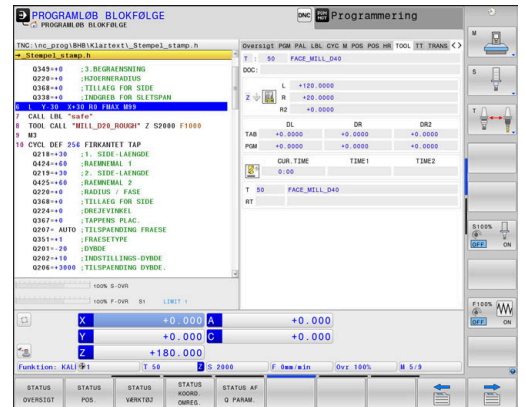 PROGRAMLØB BLOKFØLGE
PROGRAMLØB BLOKFØLGE
DNC
Programmering
TNC:\nc_prog\BHB\Klartext\_Stempel_stamp.h
→_Stempel_stamp.h
Q349=+0 ;3.BEGRAENSNING
Q220=+0 ;HJOERNERADIUS
Q368=+0 ;TILLAEG FOR SIDE
Q338=+0 ;FORAR FOR SLETSPAN
6 L Y-30 X+30 R0 FMAX M99
7 CALL LBL "safe"
8 TOOL CALL "MILL_D20_ROUGH" Z S2000 F1000
9 M3
10 CYCL DEF 256 FIRKANTET TAP
Q218=+30 ;1. SIDE-LAENGDE
Q424=+60 ;RAEMNEMAL 1
Q219=+30 ;2. SIDE-LAENGDE
Q425=+60 ;RAEMNEMAL 2
Q220=+0 ;RADIUS / FASE
Q368=+0 ;TILLAEG FOR SIDE
Q224=+0 ;DREJEVINKEL
Q367=+0 ;TAPPENS PLAC.
Q207= AUTO ;TILSPAENDING FRAESE
Q351=+1 ;FRAESETYPE
Q201=-20 ;DYBDE
Q202=+10 ;INDSTILLINGS-DYBDE
Q206=+3000 ;TILSPAENDING DYBDE.
100% S-OVR
100% F-OVR S1 LIMIT 1
Oversigt PGM PAL LBL CYC M POS POS HR TOOL TT TRANS
T : 50 FACE_MILL_D40
DOC:
L +120.0000
Z R +20.0000
R2 +0.0000
DL DR DR2
TAB +0.0000 +0.0000 +0.0000
PGM +0.0000 +0.0000 +0.0000
CUR.TIME TIME1 TIME2
0:00
T 50 FACE_MILL_D40
RT
X +0.000 A +0.000
Y +0.000 C +0.000
Z +180.000
Funktion: KALI 1 T 50 Z S 2000 F 0mm/min Ovr 100% M 5/9
M
S
T
S100%
OFF ON
F100%
OFF ON
STATUS OVERSIGT
STATUS POS.
STATUS VÆRKTØJ
STATUS KOORD. OMREG.
STATUS AF Q PARAM.